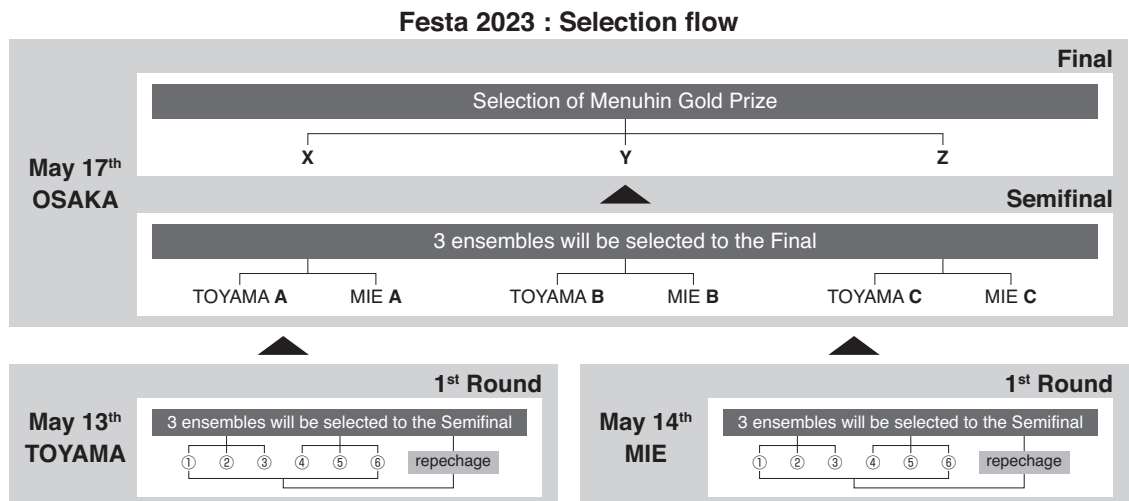 Festa 2023 : Selection flow
Final
Selection of Menuhin Gold Prize
X Y Z
May 17th
OSAKA
Semifinal
3 ensembles will be selected to the Final
TOYAMA A MIE A TOYAMA B MIE B TOYAMA C MIE C
1st Round
May 13th
TOYAMA
3 ensembles will be selected to the Semifinal
① ② ③ ④ ⑤ ⑥ repechage
1st Round
May 14th
MIE
3 ensembles will be selected to the Semifinal
① ② ③ ④ ⑤ ⑥ repechage